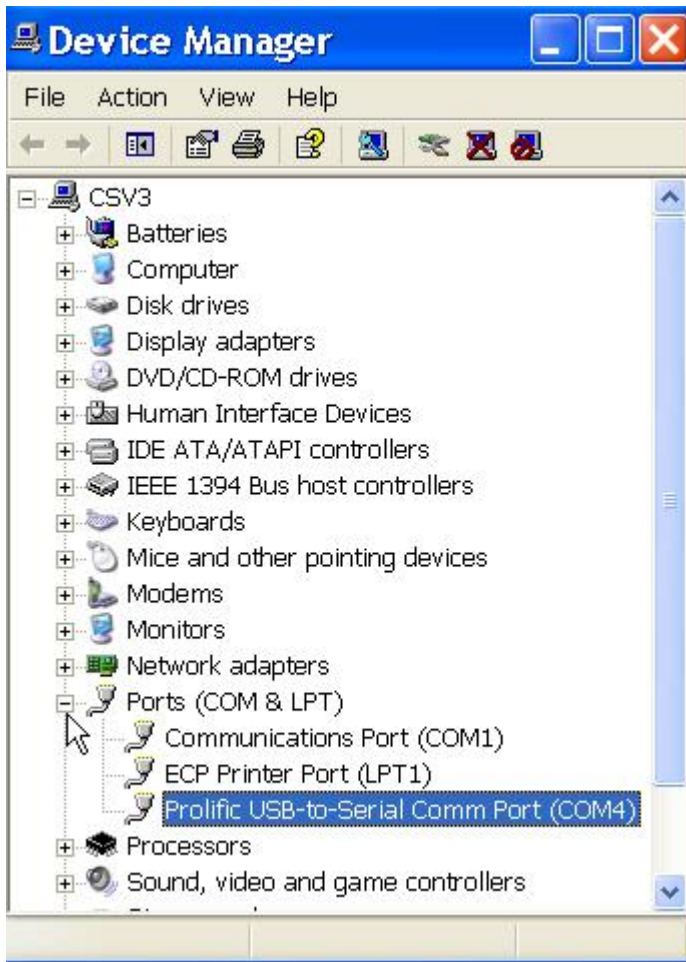 Device Manager
File Action View Help
CSV3
Batteries
Computer
Disk drives
Display adapters
DVD/CD-ROM drives
Human Interface Devices
IDE ATA/ATAPI controllers
IEEE 1394 Bus host controllers
Keyboards
Mice and other pointing devices
Modems
Monitors
Network adapters
Ports (COM & LPT)
Communications Port (COM1)
ECP Printer Port (LPT1)
Prolific USB-to-Serial Comm Port (COM4)
Processors
Sound, video and game controllers